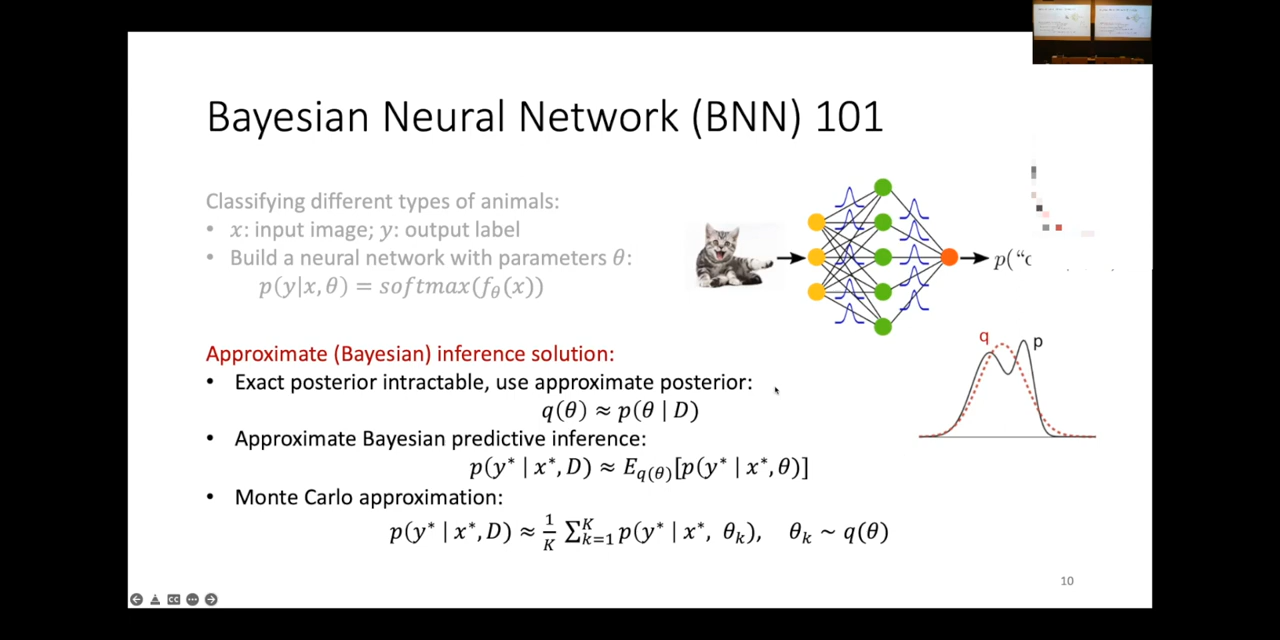 Bayesian Neural Network (BNN) 101
Classifying different types of animals:
• x: input image; y: output label
• Build a neural network with parameters θ:
p(y|x, θ) = softmax(f_θ(x))
p("c
Approximate (Bayesian) inference solution:
• Exact posterior intractable, use approximate posterior:
q(θ) ≈ p(θ | D)
• Approximate Bayesian predictive inference:
p(y* | x*, D) ≈ E_{q(θ)}[p(y* | x*, θ)]
• Monte Carlo approximation:
p(y* | x*, D) ≈ 1/K ∑_{k=1}^{K} p(y* | x*, θ_k), θ_k ~ q(θ)
q
p
10
CC